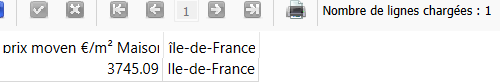 1 Nombre de lignes chargées : 1
prix moyen €/m² Maison île-de-France
3745.09 Ile-de-France